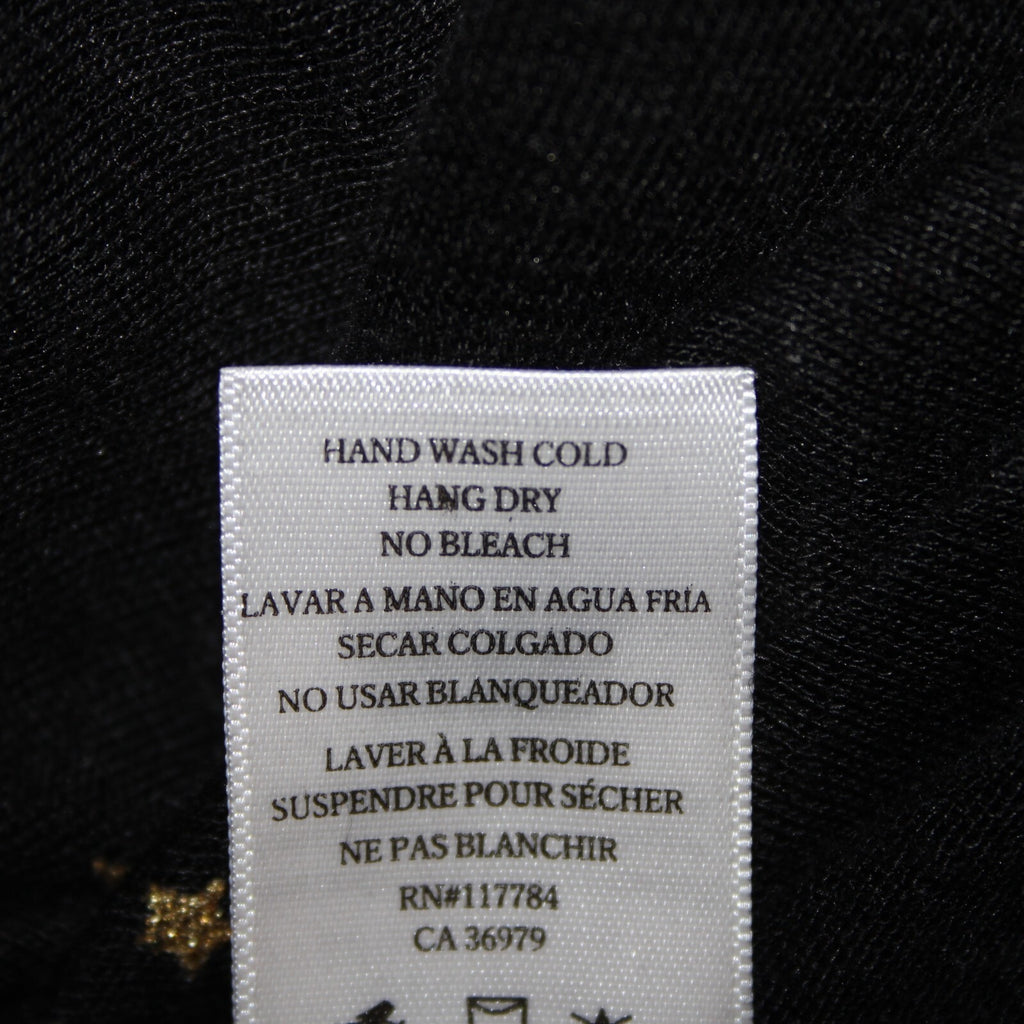 HAND WASH COLD
HANG DRY
NO BLEACH
LAVAR A MANO EN AGUA FRÍA
SECAR COLGADO
NO USAR BLANQUEADOR
LAVER À LA FROIDE
SUSPENDRE POUR SÉCHER
NE PAS BLANCHIR
RN#117784
CA 36979